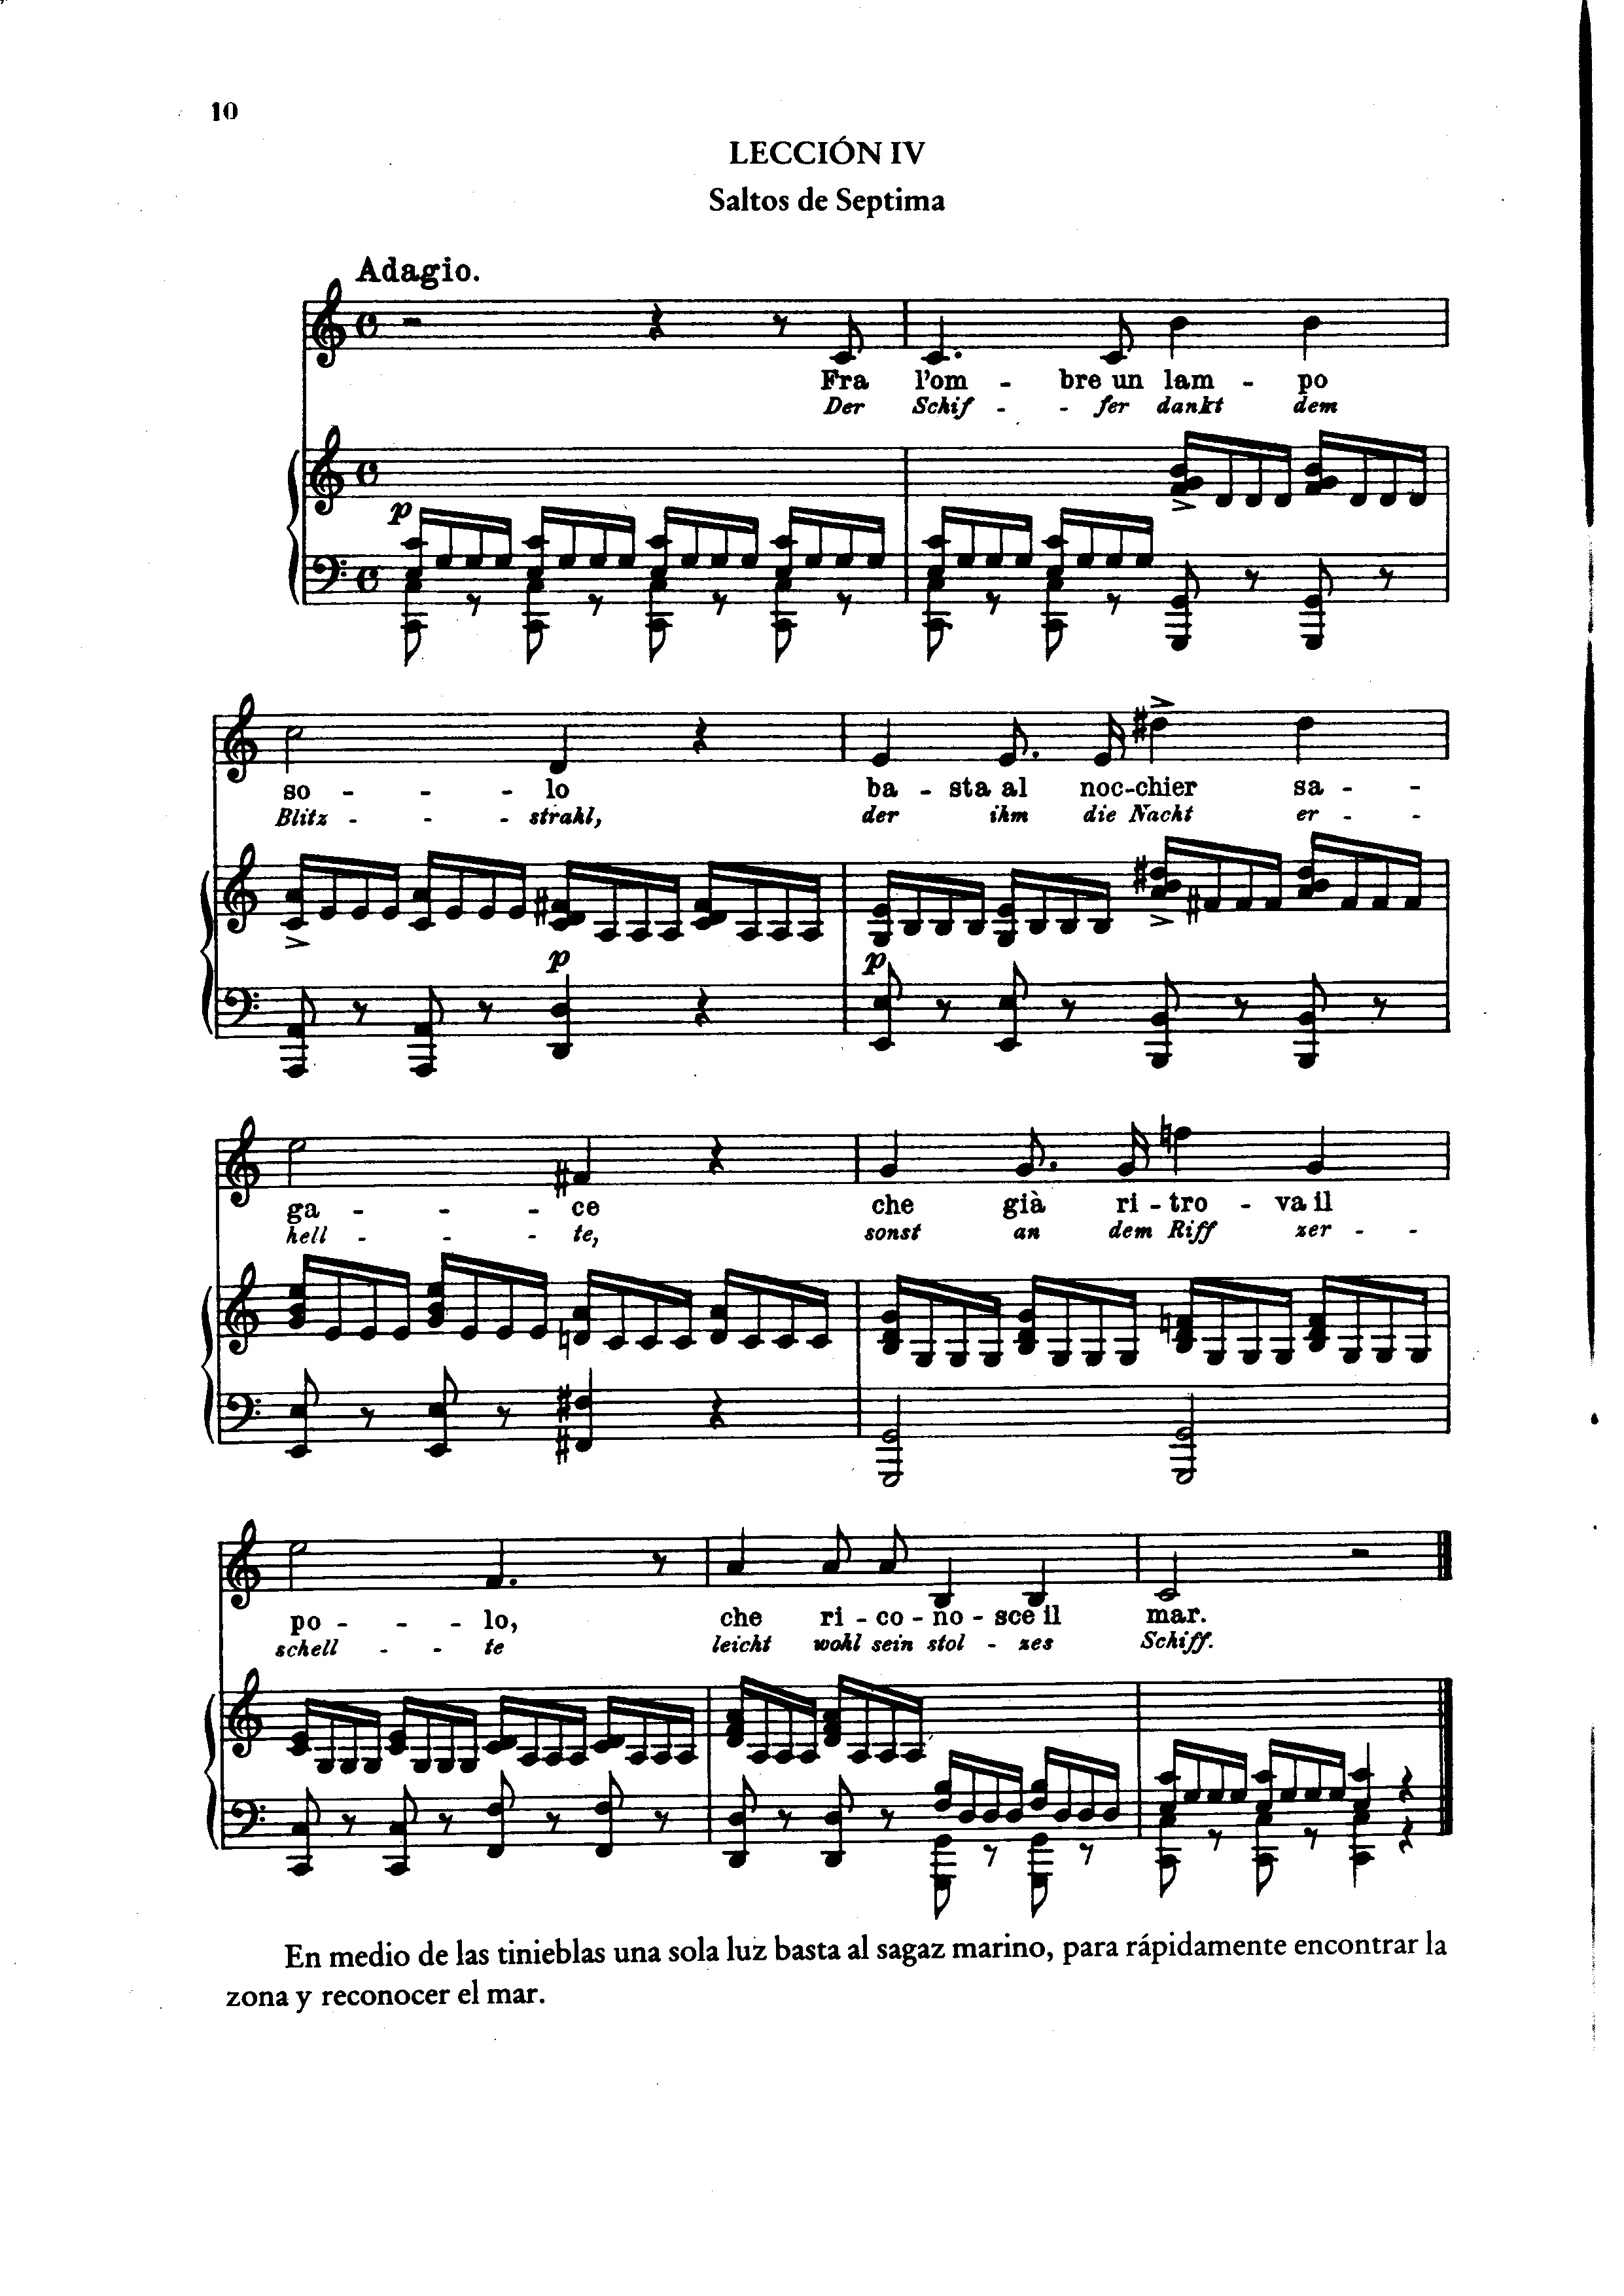 10
LECCIÓN IV
Saltos de Septima
Adagio.
Fra l'om - bre un lam - po
Der Schif - - fer dankt dem
p
so - - - lo ba - sta al noc-chier sa - -
Blitz - - - strahl, der ihm die Nacht er - -
p p
ga - - - ce che già ri - tro - va il
hell - - - te, sonst an dem Riff zer - -
po - - - lo, che ri - co - no - sce il mar.
schell - - te leicht wohl sein stol - zes Schiff.
En medio de las tinieblas una sola luz basta al sagaz marino, para rápidamente encontrar la
zona y reconocer el mar.